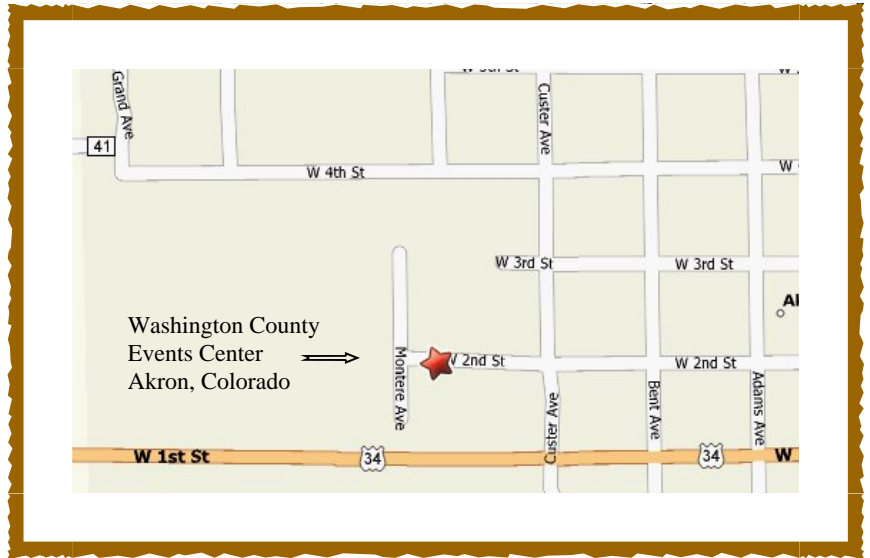 Grand Ave
Custer Ave
41
W 4th St
W
W 3rd St
W 3rd St
Washington County
Events Center
Akron, Colorado
Montere Ave
W 2nd St
W 2nd St
Custer Ave
Bent Ave
Adams Ave
W 1st St
34
34
W